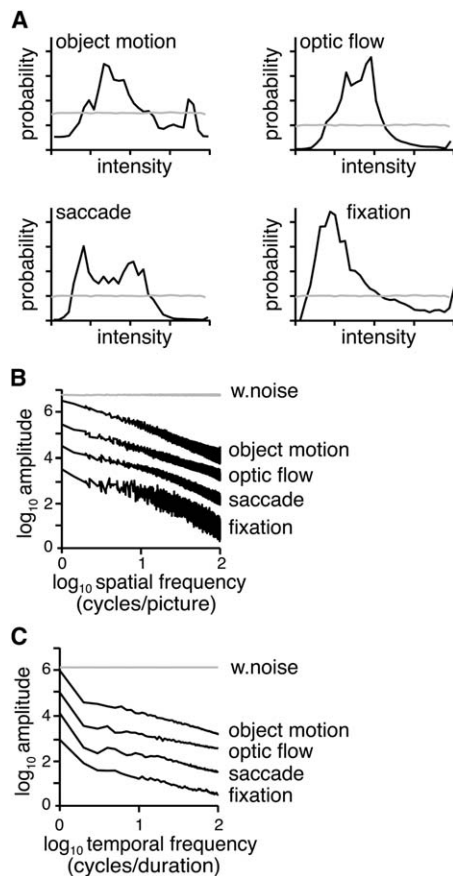 A
object motion
probability
intensity
optic flow
probability
intensity
saccade
probability
intensity
fixation
probability
intensity
B
w.noise
object motion
optic flow
saccade
fixation
log10 amplitude
6
4
2
0
0
1
2
log10 spatial frequency
(cycles/picture)
C
w.noise
object motion
optic flow
saccade
fixation
log10 amplitude
6
4
2
0
0
1
2
log10 temporal frequency
(cycles/duration)